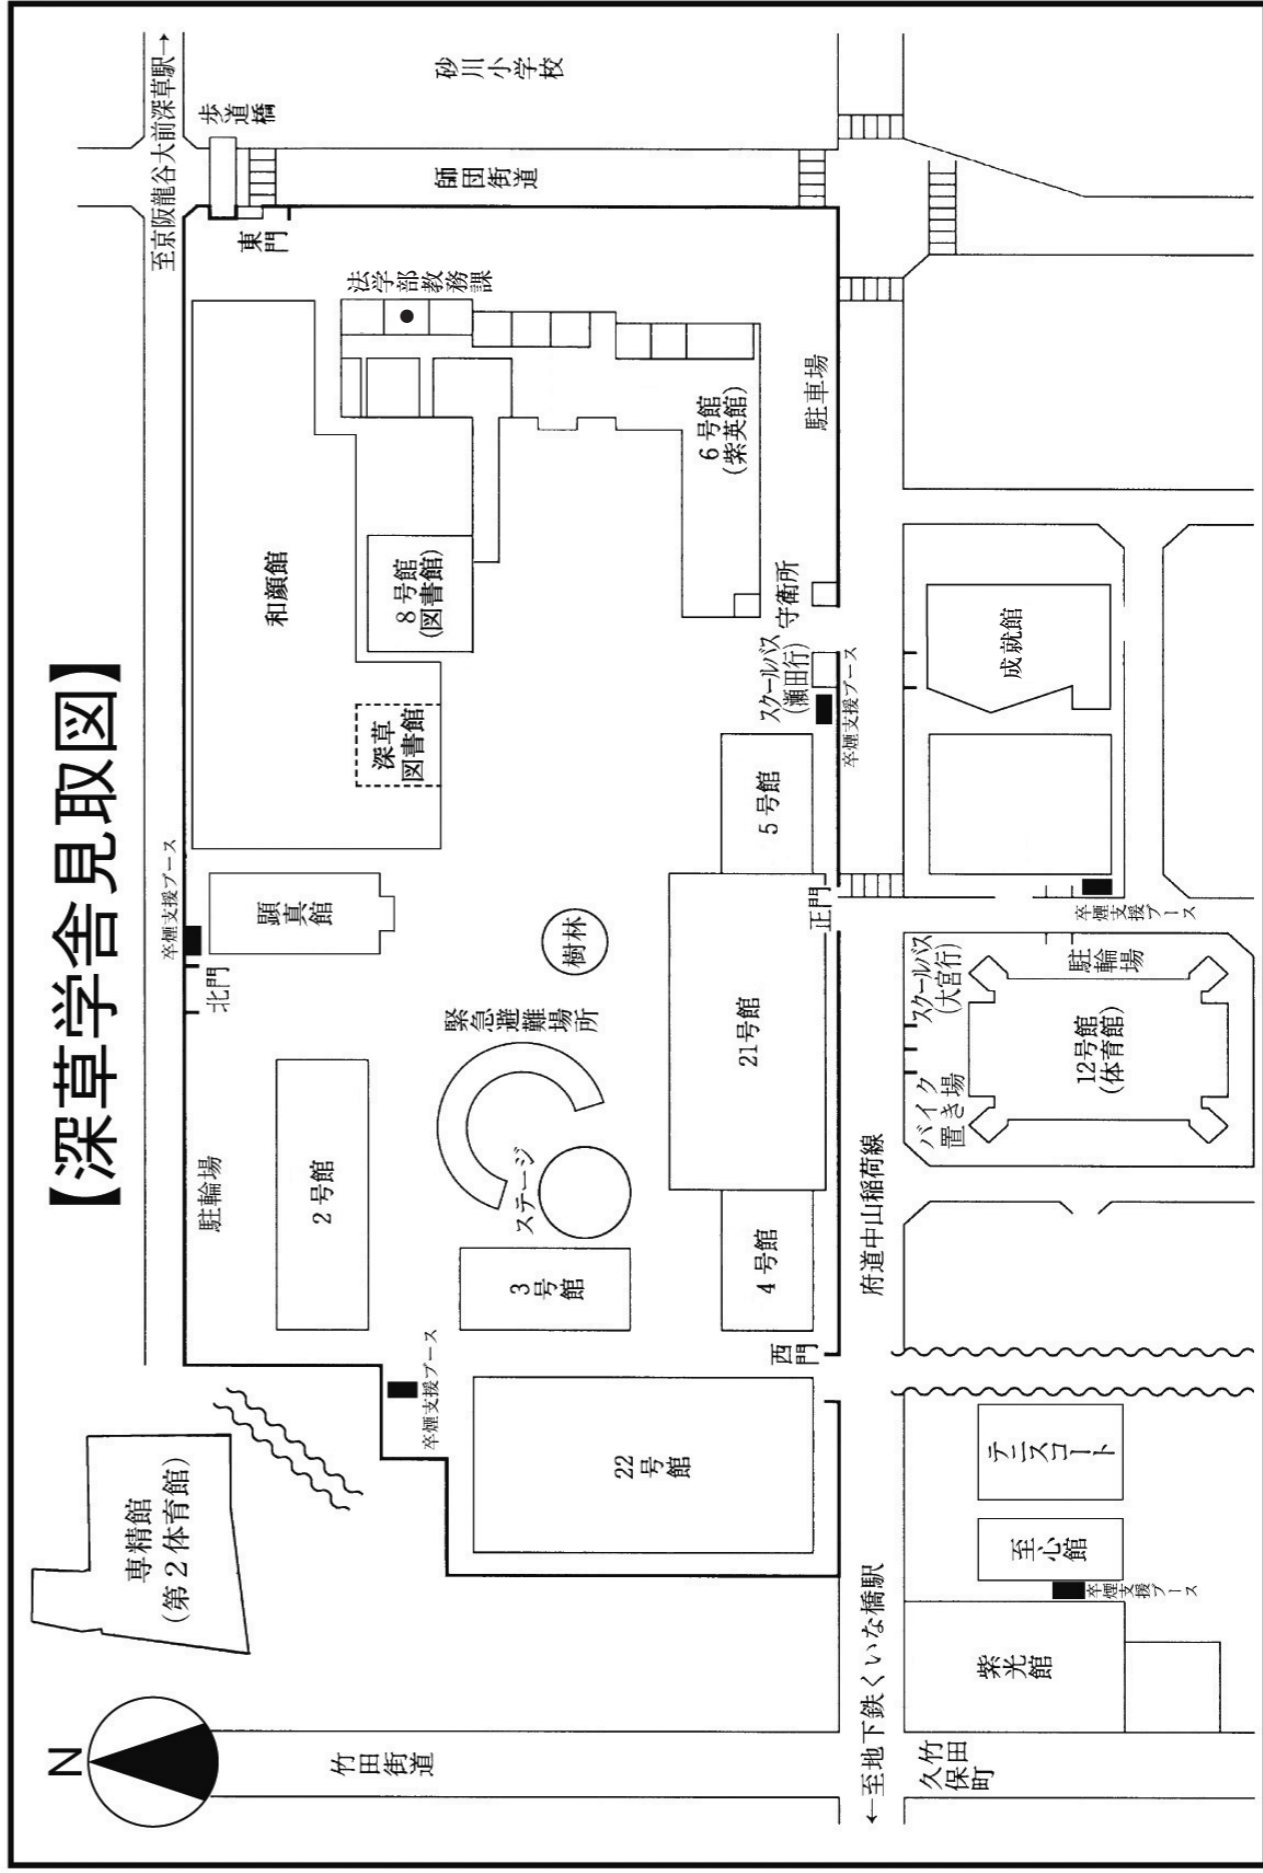 【深草学舎見取図】
N
専精館
(第２体育館)
至京阪龍谷大前深草駅→
歩道橋
砂川小学校
師団街道
東門
法学部教務課
和顔館
8号館
(図書館)
深草
図書館
6号館
(紫英館)
駐車場
守衛所
スクールバス
(瀬田行)
卒煙支援ブース
5号館
卒煙支援ブース
北門
顕真館
樹林
緊急避難場所
21号館
正門
駐輪場
2号館
ステージ
3号館
4号館
西門
卒煙支援ブース
22号館
竹田街道
府道中山稲荷線
←至地下鉄くいな橋駅
成就館
卒煙支援ブース
スクールバス
(大宮行)
駐輪場
バイク
置き場
12号館
(体育館)
テニスコート
至心館
卒煙支援ブース
紫光館
竹田
久保町